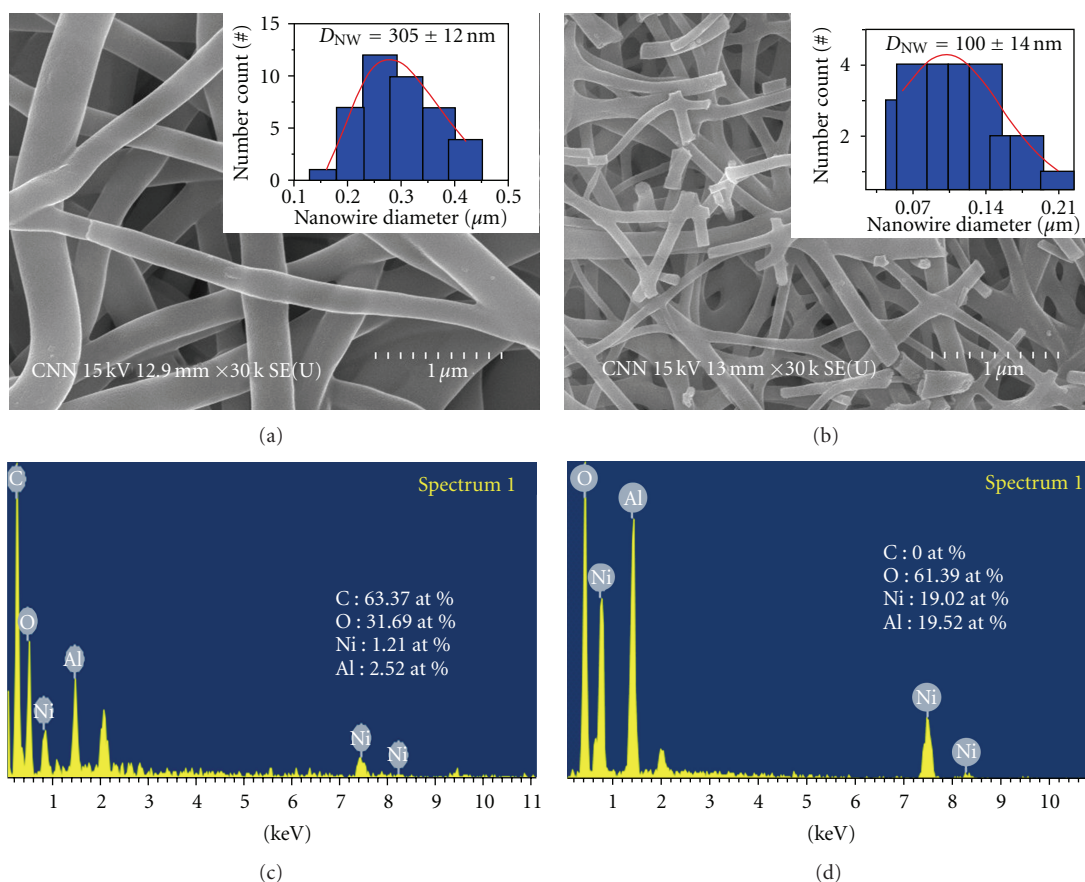 15
10
5
0
Number count (#)
D_NW = 305 ± 12 nm
0.1 0.2 0.3 0.4 0.5
Nanowire diameter (μm)
CNN 15 kV 12.9 mm ×30 k SE(U)
1 μm
(a)
4
2
Number count (#)
D_NW = 100 ± 14 nm
0.07 0.14 0.21
Nanowire diameter (μm)
CNN 15 kV 13 mm ×30 k SE(U)
1 μm
(b)
Spectrum 1
C
O
Ni
Al
Ni
Ni
C : 63.37 at %
O : 31.69 at %
Ni : 1.21 at %
Al : 2.52 at %
1 2 3 4 5 6 7 8 9 10 11
(keV)
(c)
Spectrum 1
O
Ni
Al
Ni
Ni
C : 0 at %
O : 61.39 at %
Ni : 19.02 at %
Al : 19.52 at %
1 2 3 4 5 6 7 8 9 10
(keV)
(d)